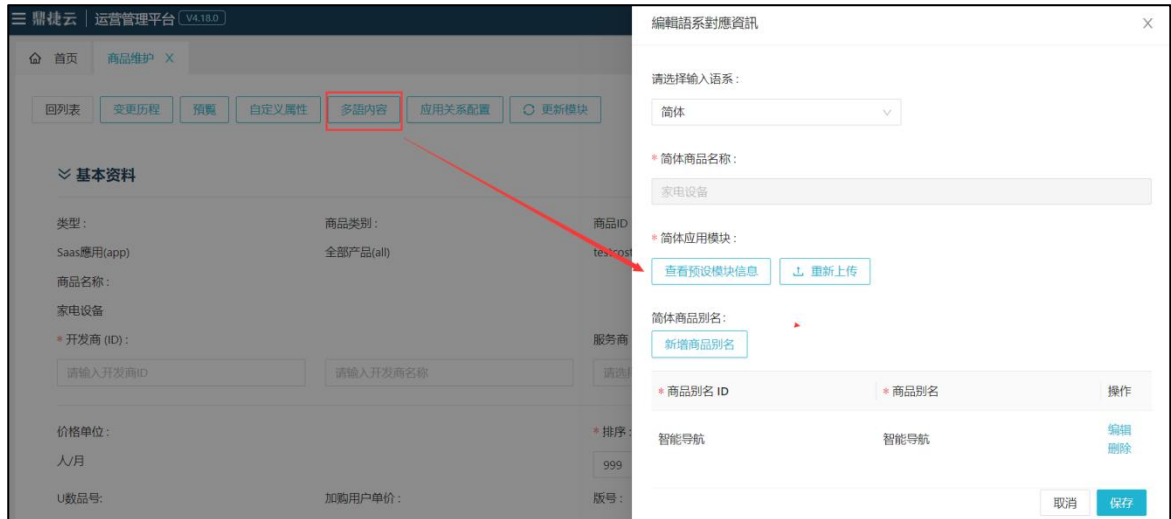 鼎捷云 | 运营管理平台 V4.18.0
首页 商品维护 X
回列表 变更历程 預覽 自定义属性 多語内容 应用关系配置 更新模块
基本资料
类型 : 商品类别 : 商品ID
Saas應用(app) 全部产品(all) testcost
商品名称 :
家电设备
* 开发商 (ID) : 服务商
請输入开发商ID 請输入开发商名称
价格单位 : * 排序 :
人/月 999
U数品号: 加购用户单价 : 版号 :
編輯語系對應資訊
请选择输入语系 :
简体
* 简体商品名称 :
家电设备
* 简体应用模块 :
查看预设模块信息 重新上传
简体商品别名 :
新增商品别名
* 商品别名 ID * 商品别名 操作
智能导航 智能导航 编辑
删除
取消 保存